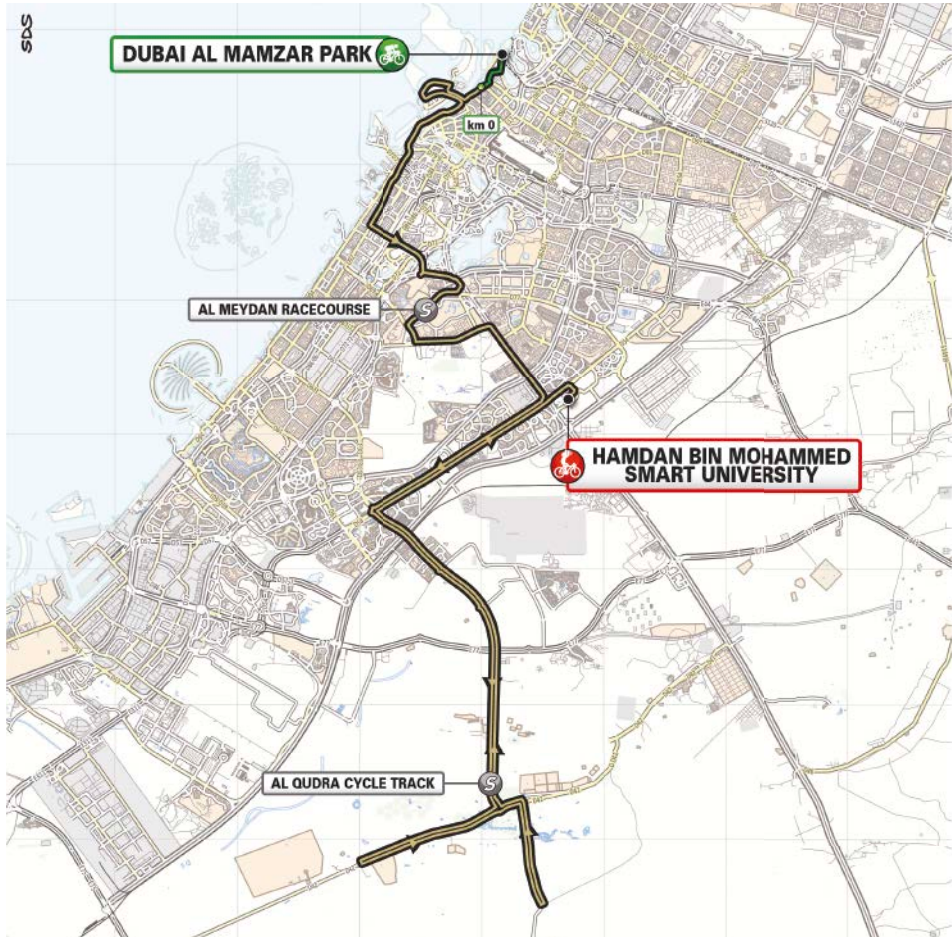 SDS
DUBAI AL MAMZAR PARK
km 0
AL MEYDAN RACECOURSE
S
HAMDAN BIN MOHAMMED
SMART UNIVERSITY
AL QUDRA CYCLE TRACK
S